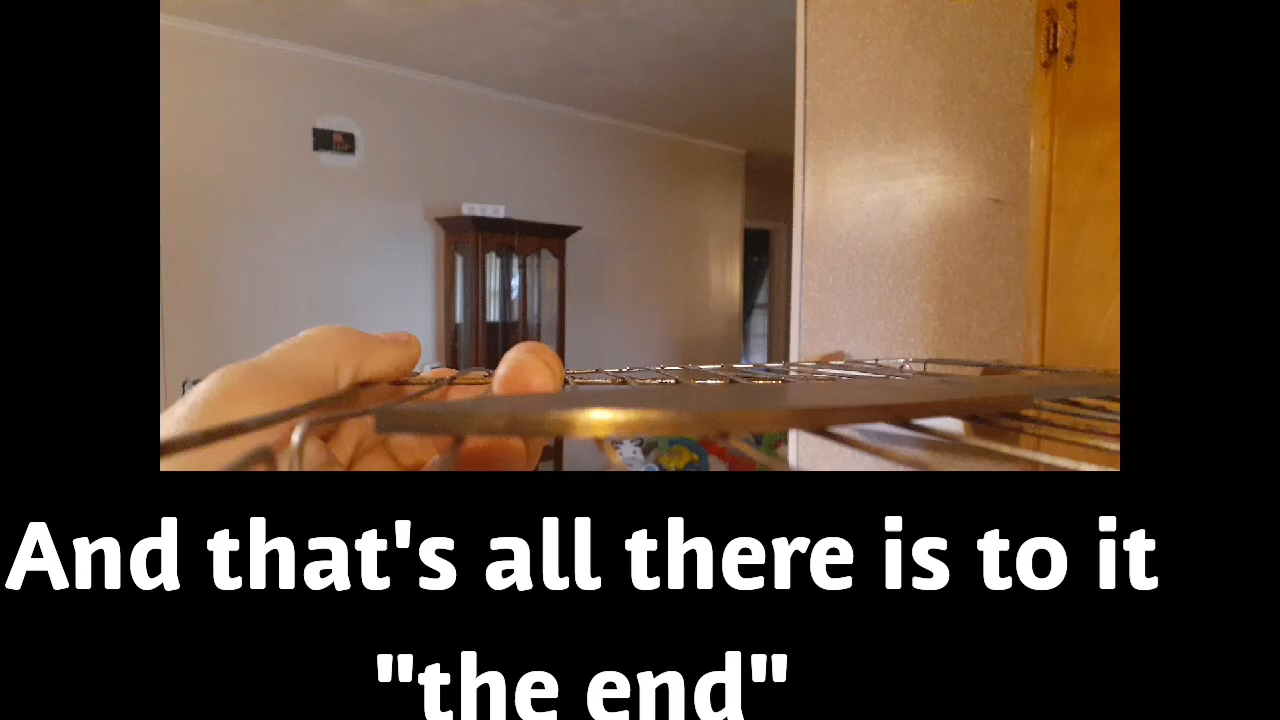 And that's all there is to it
"the end"